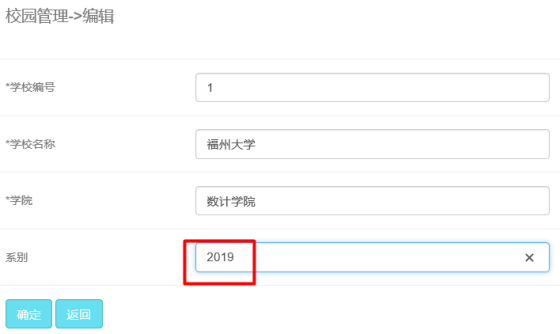 校园管理->编辑
*学校编号 1
*学校名称 福州大学
*学院 数计学院
系别 2019 ×
确定 返回